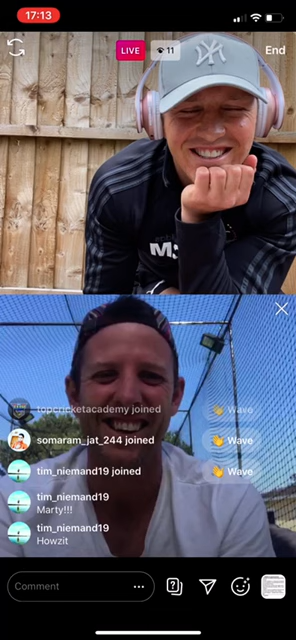 17:13
LIVE
11
End
NY
topcricketacademy joined
Wave
somaram_jat_244 joined
Wave
tim_niemand19 joined
Wave
tim_niemand19
Marty!!!
tim_niemand19
Howzit
Comment